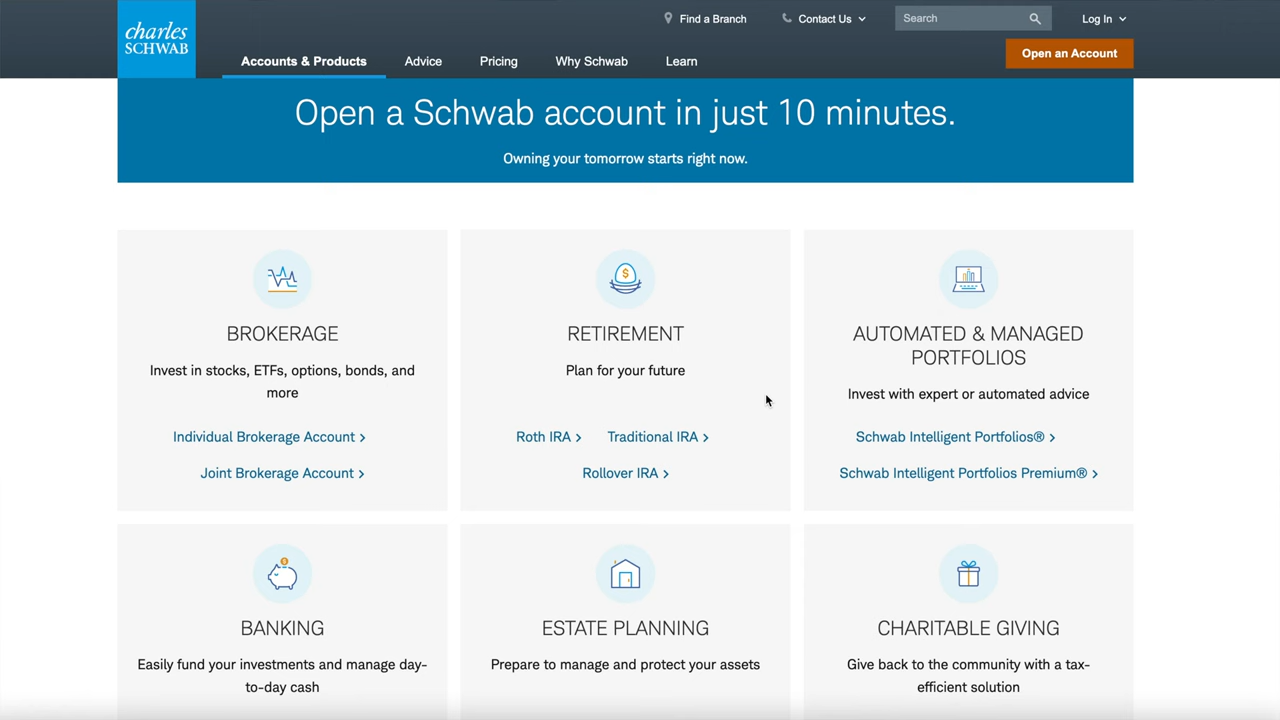 Find a Branch
Contact Us
Search
Log In
charles
SCHWAB
Accounts & Products
Advice
Pricing
Why Schwab
Learn
Open an Account
Open a Schwab account in just 10 minutes.
Owning your tomorrow starts right now.
BROKERAGE
Invest in stocks, ETFs, options, bonds, and
more
Individual Brokerage Account >
Joint Brokerage Account >
RETIREMENT
Plan for your future
Roth IRA >
Traditional IRA >
Rollover IRA >
AUTOMATED & MANAGED
PORTFOLIOS
Invest with expert or automated advice
Schwab Intelligent Portfolios® >
Schwab Intelligent Portfolios Premium® >
BANKING
Easily fund your investments and manage day-
to-day cash
ESTATE PLANNING
Prepare to manage and protect your assets
CHARITABLE GIVING
Give back to the community with a tax-
efficient solution